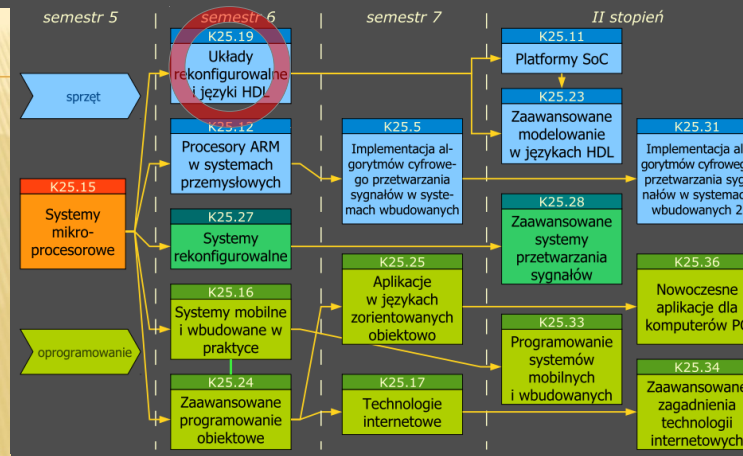 semestr 5
semestr 6
semestr 7
II stopień
sprzęt
oprogramowanie
K25.15
Systemy
mikro-
procesorowe
K25.19
Układy
rekonfigurowalne
i języki HDL
K25.12
Procesory ARM
w systemach
przemysłowych
K25.27
Systemy
rekonfigurowalne
K25.16
Systemy mobilne
i wbudowane w
praktyce
K25.24
Zaawansowane
programowanie
obiektowe
K25.5
Implementacja al-
gorytmów cyfrowe-
go przetwarzania
sygnałów w syste-
mach wbudowanych
K25.25
Aplikacje
w językach
zorientowanych
obiektowo
K25.17
Technologie
internetowe
K25.11
Platformy SoC
K25.23
Zaawansowane
modelowanie
w językach HDL
K25.28
Zaawansowane
systemy
przetwarzania
sygnałów
K25.33
Programowanie
systemów
mobilnych
i wbudowanych
K25.31
Implementacja al
gorytmów cyfroweg
przetwarzania syg
nałów w systemac
wbudowanych 2
K25.36
Nowoczesne
aplikacje dla
komputerów PC
K25.34
Zaawansowane
zagadnienia
technologii
internetowych